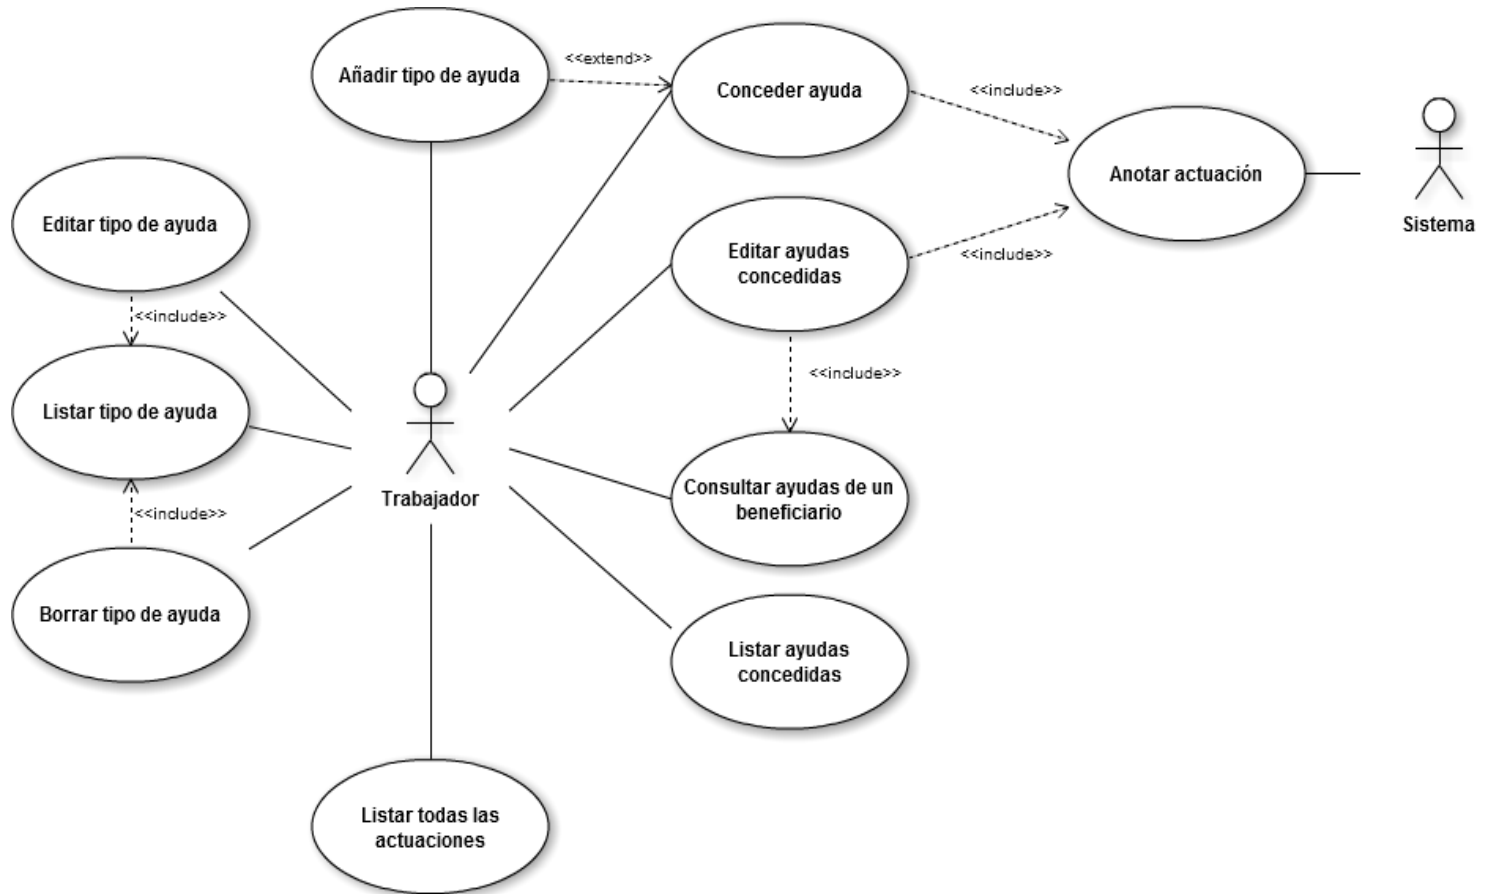 Añadir tipo de ayuda
<<extend>>
Conceder ayuda
<<include>>
Anotar actuación
Sistema
Editar tipo de ayuda
Editar ayudas
concedidas
<<include>>
<<include>>
<<include>>
Listar tipo de ayuda
Trabajador
Consultar ayudas de un
beneficiario
<<include>>
Borrar tipo de ayuda
Listar ayudas
concedidas
Listar todas las
actuaciones